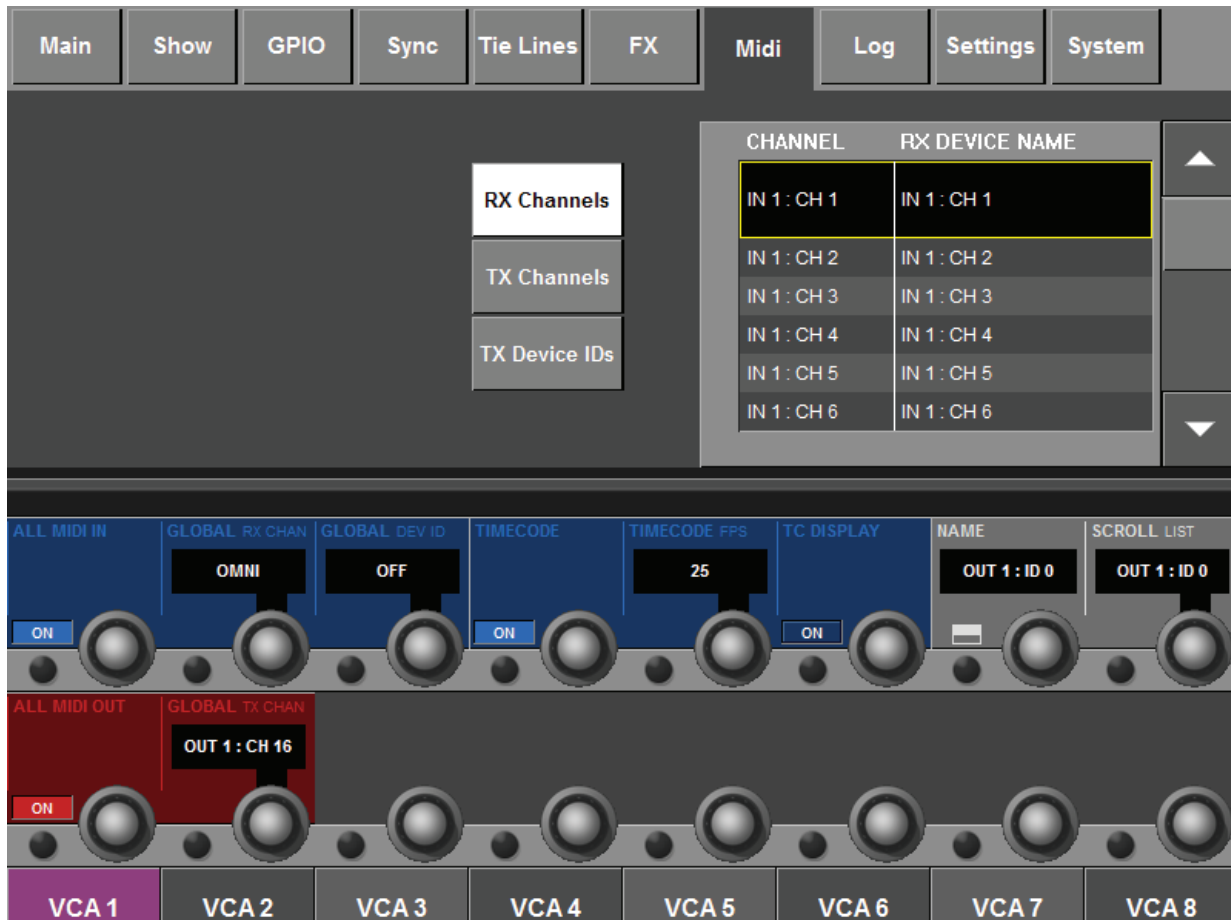 Main Show GPIO Sync Tie Lines FX Midi Log Settings System
CHANNEL RX DEVICE NAME
RX Channels
TX Channels
TX Device IDs
IN 1 : CH 1 IN 1 : CH 1
IN 1 : CH 2 IN 1 : CH 2
IN 1 : CH 3 IN 1 : CH 3
IN 1 : CH 4 IN 1 : CH 4
IN 1 : CH 5 IN 1 : CH 5
IN 1 : CH 6 IN 1 : CH 6
ALL MIDI IN GLOBAL RX CHAN GLOBAL DEV ID TIMECODE TIMECODE FPS TC DISPLAY NAME SCROLL LIST
OMNI OFF 25 OUT 1 : ID 0 OUT 1 : ID 0
ON ON ON
ALL MIDI OUT GLOBAL TX CHAN
OUT 1 : CH 16
ON
VCA 1 VCA 2 VCA 3 VCA 4 VCA 5 VCA 6 VCA 7 VCA 8